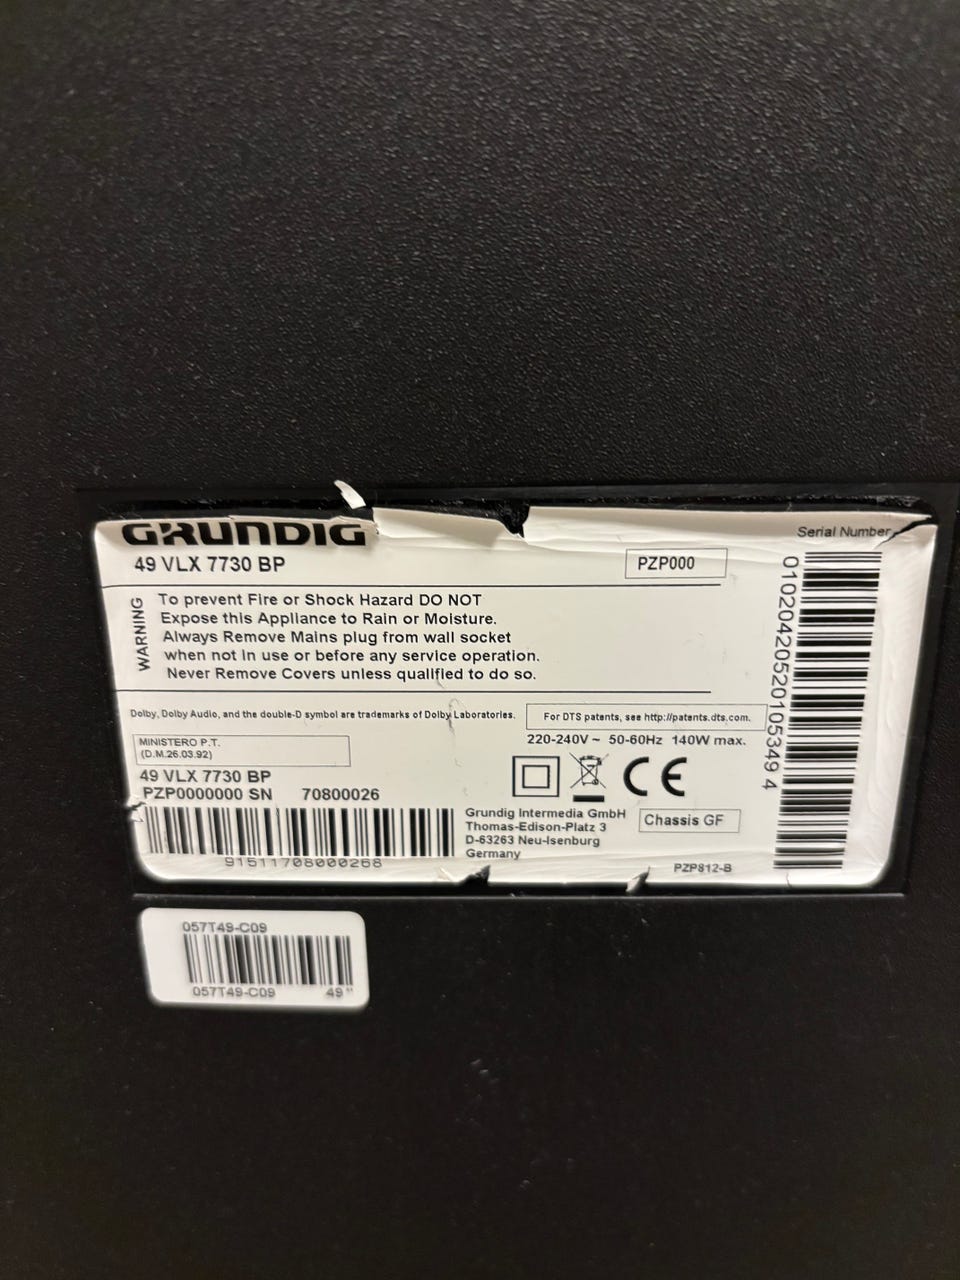 GRUNDIG
49 VLX 7730 BP
PZP000
Serial Number
WARNING
To prevent Fire or Shock Hazard DO NOT
Expose this Appliance to Rain or Moisture.
Always Remove Mains plug from wall socket
when not in use or before any service operation.
Never Remove Covers unless qualified to do so.
Dolby, Dolby Audio, and the double-D symbol are trademarks of Dolby Laboratories.
For DTS patents, see http://patents.dts.com.
MINISTERO P.T.
(D.M.26.03.92)
220-240V ~ 50-60Hz 140W max.
49 VLX 7730 BP
PZP0000000 SN 70800026
91511708000268
CE
Grundig Intermedia GmbH
Thomas-Edison-Platz 3
D-63263 Neu-Isenburg
Germany
Chassis GF
PZP812-B
01020420520105349 4
057T49-C09
057T49-C09 49"